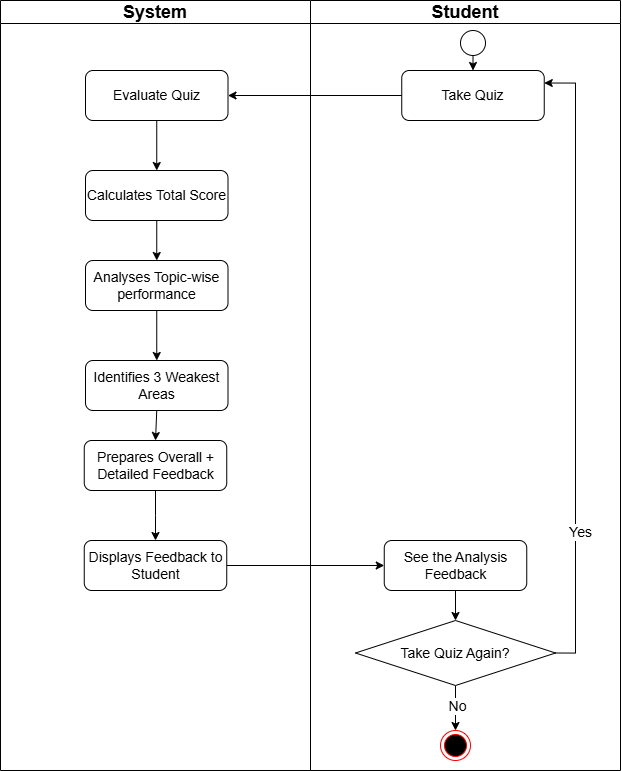 System
Student
Evaluate Quiz
Take Quiz
Calculates Total Score
Analyses Topic-wise
performance
Identifies 3 Weakest
Areas
Prepares Overall +
Detailed Feedback
Displays Feedback to
Student
See the Analysis
Feedback
Yes
Take Quiz Again?
No